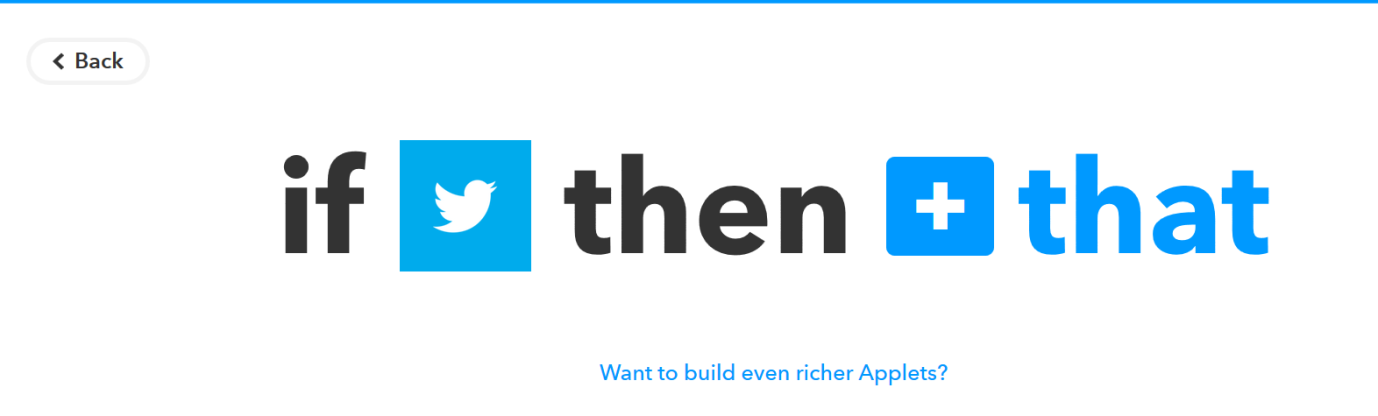 Back
if then + that
Want to build even richer Applets?